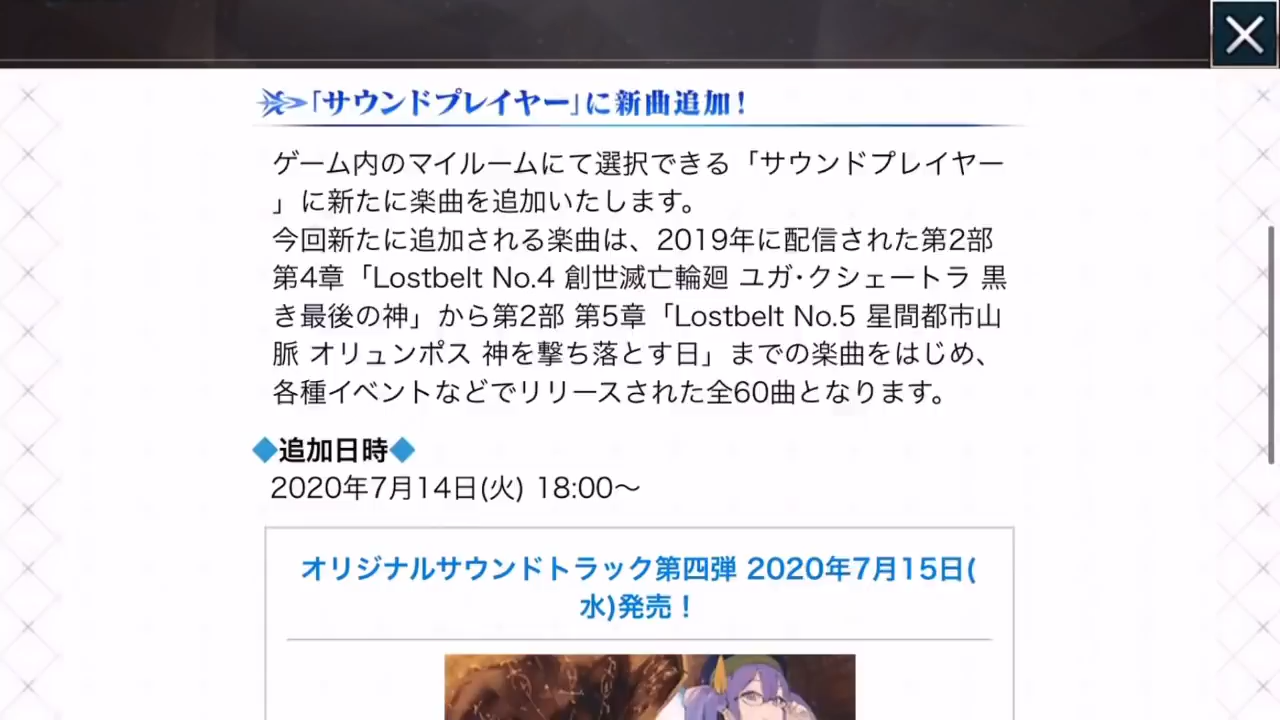 「サウンドプレイヤー」に新曲追加！
ゲーム内のマイルームにて選択できる「サウンドプレイヤー
」に新たに楽曲を追加いたします。
今回新たに追加される楽曲は、2019年に配信された第2部
第4章「Lostbelt No.4 創世滅亡輪廻 ユガ･クシェートラ 黒
き最後の神」から第2部 第5章「Lostbelt No.5 星間都市山
脈 オリュンポス 神を撃ち落とす日」までの楽曲をはじめ、
各種イベントなどでリリースされた全60曲となります。
◆追加日時◆
2020年7月14日(火) 18:00〜
オリジナルサウンドトラック第四弾 2020年7月15日(
水)発売！